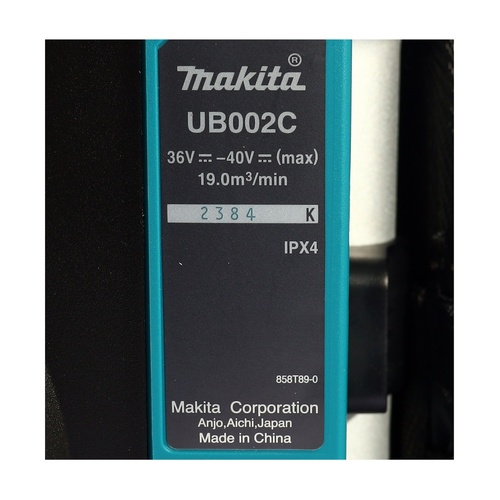 makita®
UB002C
36V⎓-40V⎓(max)
19.0m³/min
2384 K
IPX4
858T89-0
Makita Corporation
Anjo,Aichi,Japan
Made in China